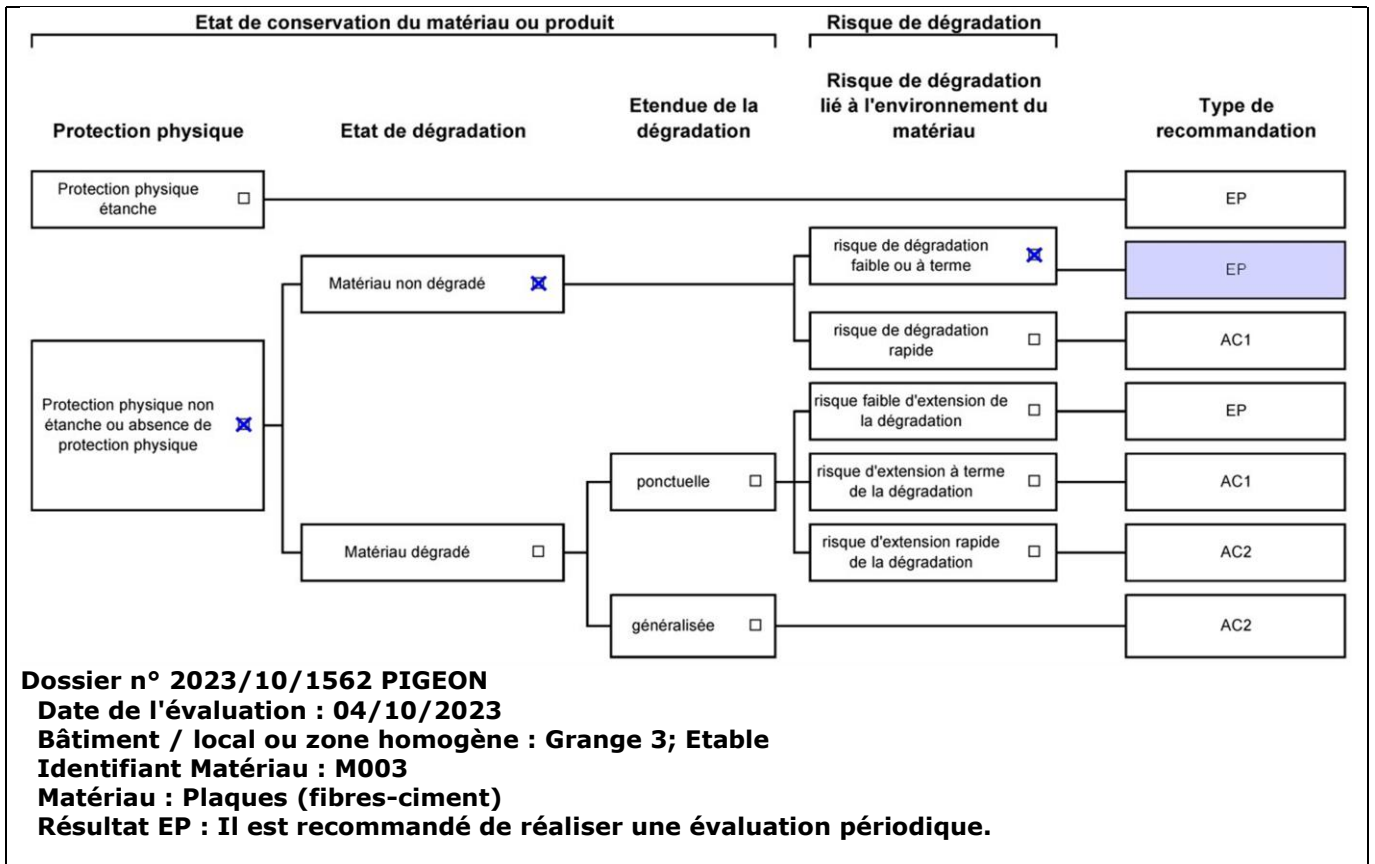 Etat de conservation du matériau ou produit
Risque de dégradation
Protection physique
Etat de dégradation
Etendue de la
dégradation
Risque de dégradation
lié à l'environnement du
matériau
Type de
recommandation
Protection physique
étanche
EP
Matériau non dégradé
risque de dégradation
faible ou à terme
EP
risque de dégradation
rapide
AC1
Protection physique non
étanche ou absence de
protection physique
risque faible d'extension de
la dégradation
EP
ponctuelle
risque d'extension à terme
de la dégradation
AC1
Matériau dégradé
risque d'extension rapide
de la dégradation
AC2
généralisée
AC2
Dossier n° 2023/10/1562 PIGEON
Date de l'évaluation : 04/10/2023
Bâtiment / local ou zone homogène : Grange 3; Etable
Identifiant Matériau : M003
Matériau : Plaques (fibres-ciment)
Résultat EP : Il est recommandé de réaliser une évaluation périodique.